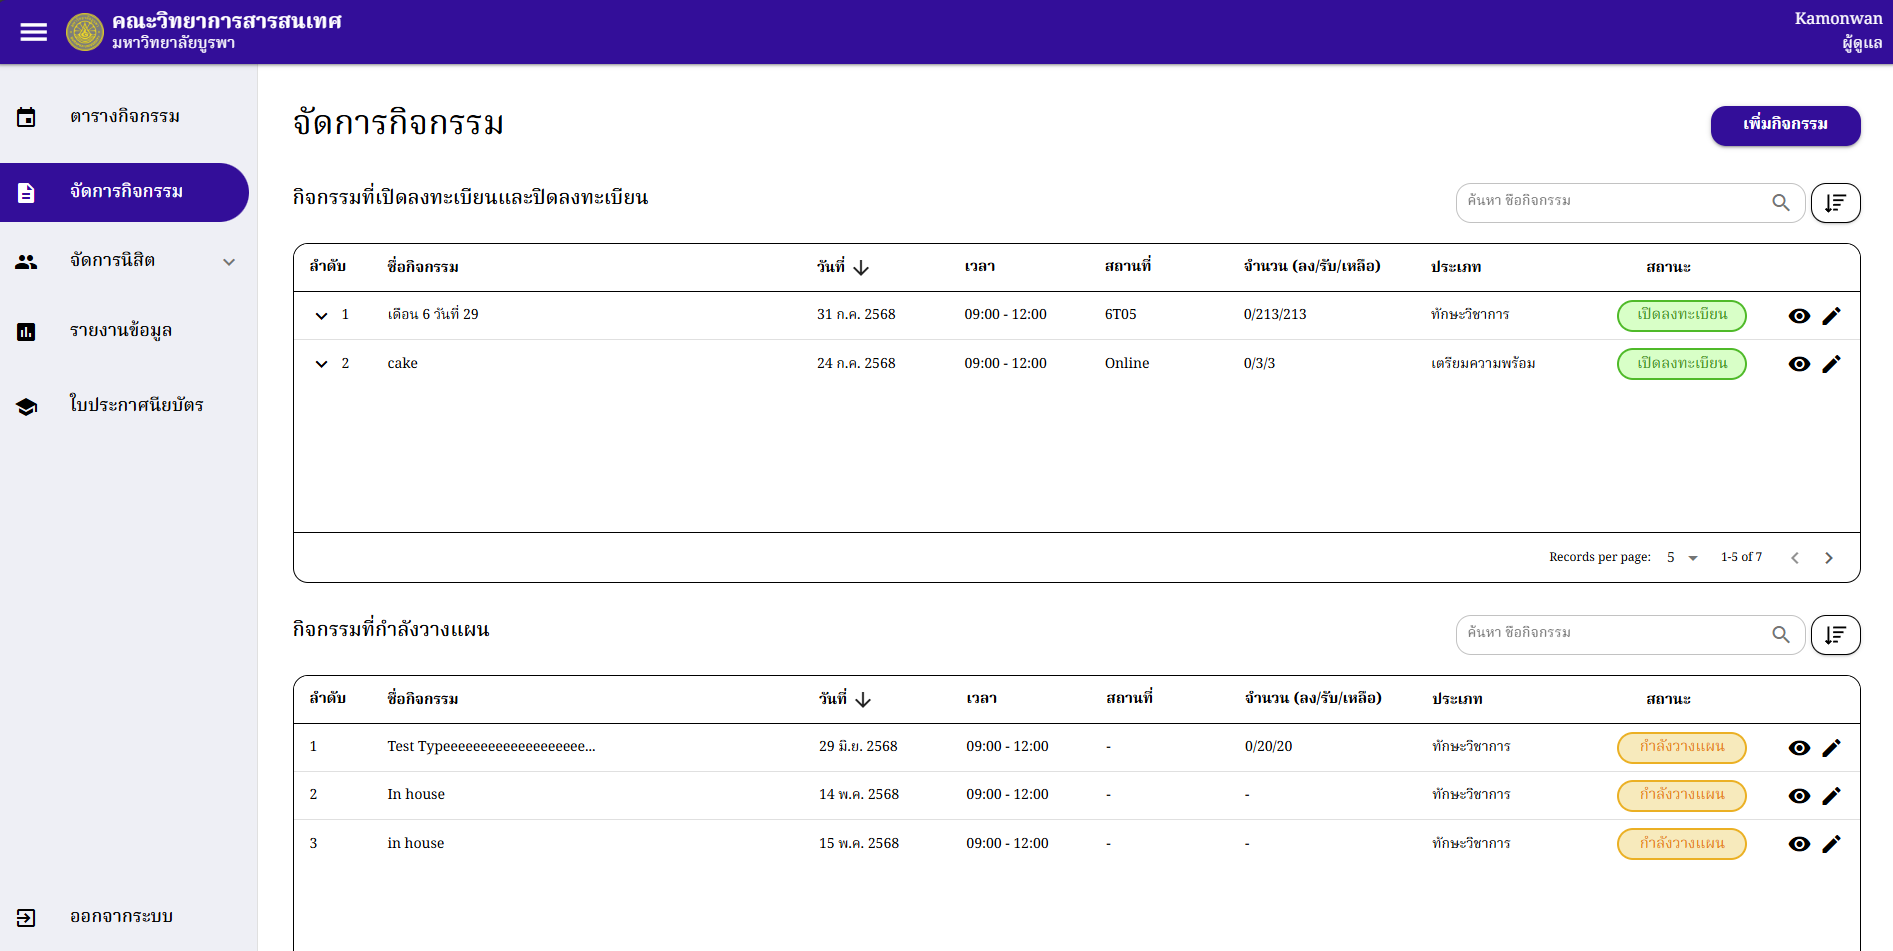 คณะวิทยาการสารสนเทศ
มหาวิทยาลัยบูรพา
Kamonwan
ผู้ดูแล
ตารางกิจกรรม
จัดการกิจกรรม
จัดการนิสิต
รายงานข้อมูล
ใบประกาศนียบัตร
ออกจากระบบ
จัดการกิจกรรม
เพิ่มกิจกรรม
กิจกรรมที่เปิดลงทะเบียนและปิดลงทะเบียน
ค้นหา ชื่อกิจกรรม
ลำดับ ชื่อกิจกรรม วันที่ เวลา สถานที่ จำนวน (ลง/รับ/เหลือ) ประเภท สถานะ
1 เดือน 6 วันที่ 29 31 ก.ค. 2568 09:00 - 12:00 6T05 0/213/213 ทักษะวิชาการ เปิดลงทะเบียน
2 cake 24 ก.ค. 2568 09:00 - 12:00 Online 0/3/3 เตรียมความพร้อม เปิดลงทะเบียน
Records per page: 5 1-5 of 7
กิจกรรมที่กำลังวางแผน
ค้นหา ชื่อกิจกรรม
ลำดับ ชื่อกิจกรรม วันที่ เวลา สถานที่ จำนวน (ลง/รับ/เหลือ) ประเภท สถานะ
1 Test Typeeeeeeeeeeeeeeeeeeee... 29 มิ.ย. 2568 09:00 - 12:00 - 0/20/20 ทักษะวิชาการ กำลังวางแผน
2 In house 14 พ.ค. 2568 09:00 - 12:00 - - ทักษะวิชาการ กำลังวางแผน
3 in house 15 พ.ค. 2568 09:00 - 12:00 - - ทักษะวิชาการ กำลังวางแผน